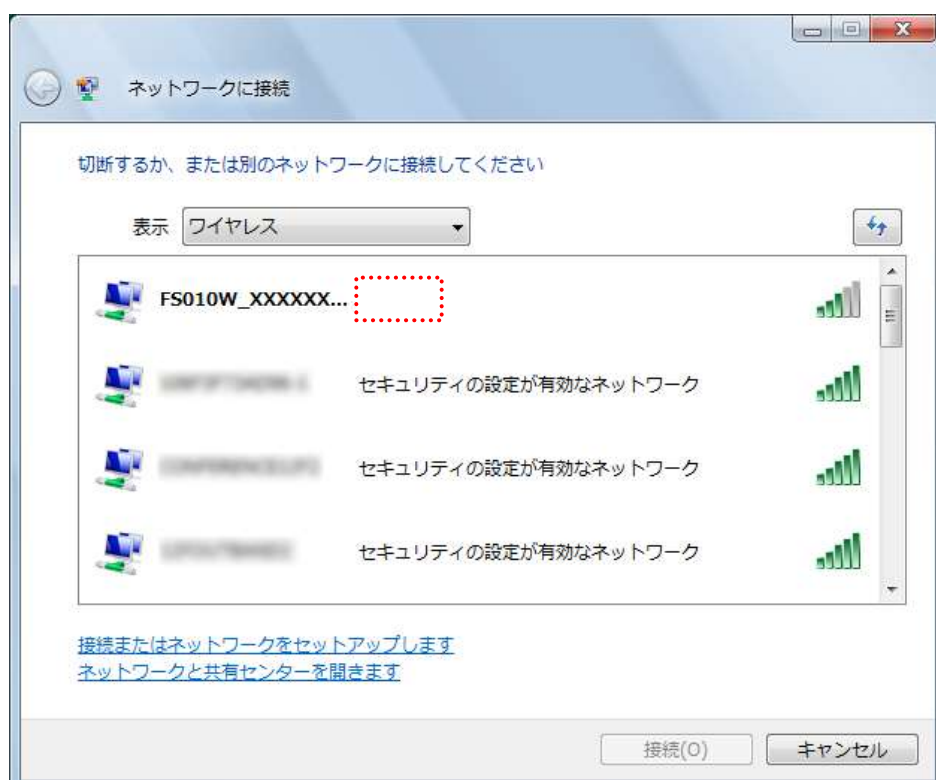 ネットワークに接続
切断するか、または別のネットワークに接続してください
表示 ワイヤレス
FS010W_XXXXXX...
セキュリティの設定が有効なネットワーク
セキュリティの設定が有効なネットワーク
セキュリティの設定が有効なネットワーク
接続またはネットワークをセットアップします
ネットワークと共有センターを開きます
接続(O) キャンセル